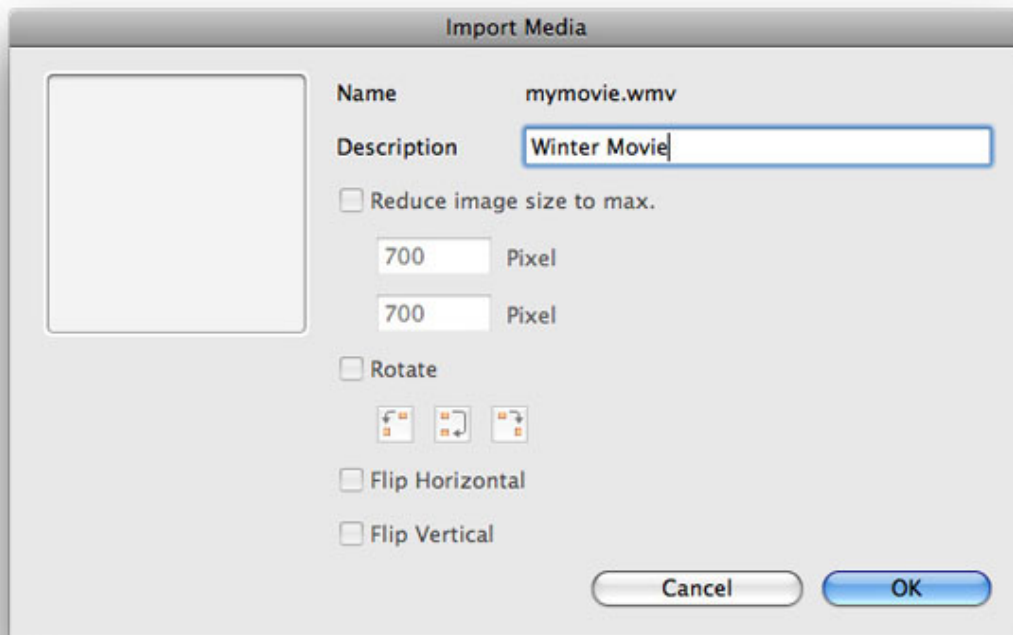 Import Media
Name mymovie.wmv
Description Winter Movie
Reduce image size to max.
700 Pixel
700 Pixel
Rotate
Flip Horizontal
Flip Vertical
Cancel OK